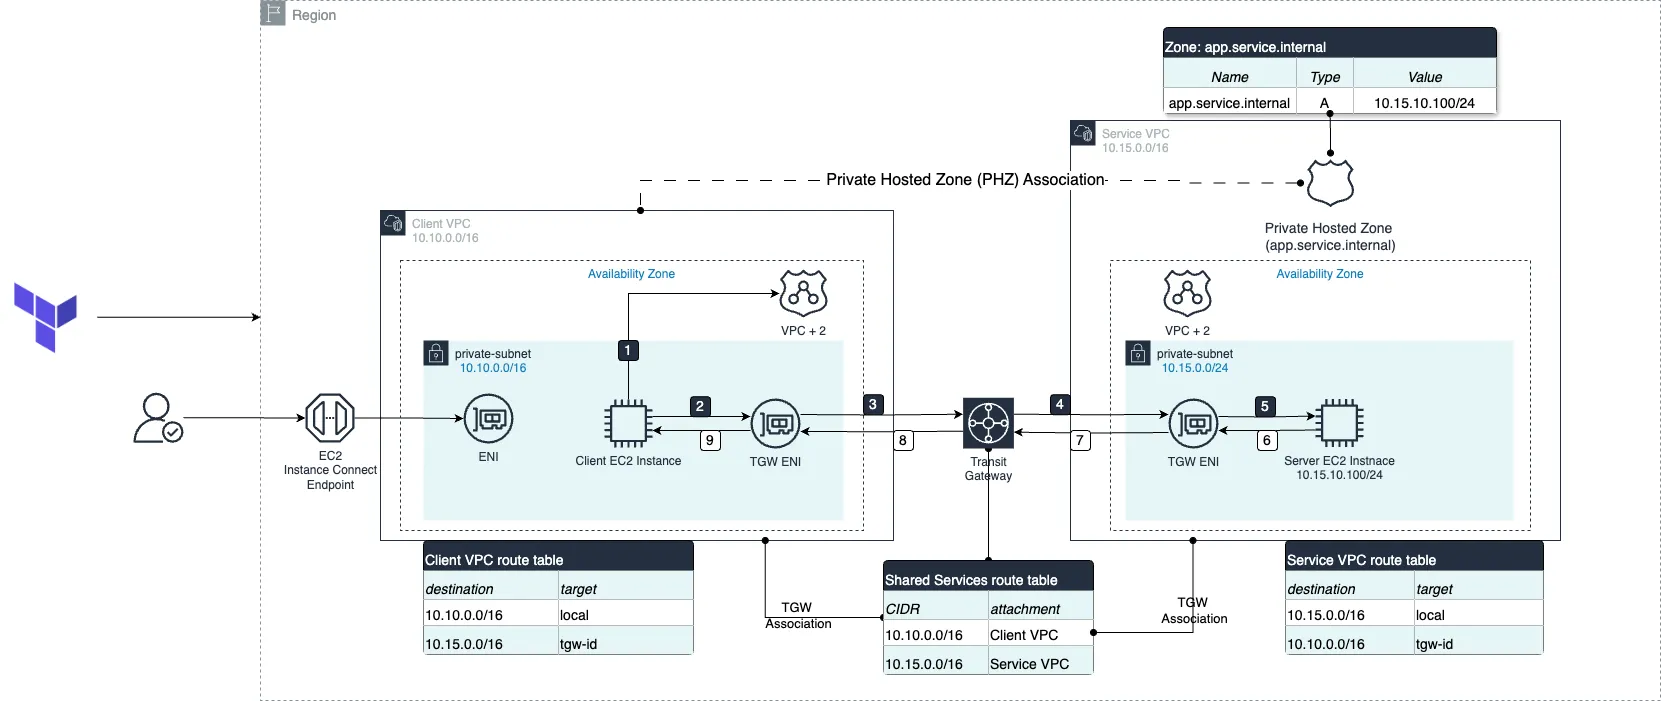 Region
Zone: app.service.internal
Name Type Value
app.service.internal A 10.15.10.100/24
Service VPC
10.15.0.0/16
Private Hosted Zone (PHZ) Association
Private Hosted Zone
(app.service.internal)
Client VPC
10.10.0.0/16
Availability Zone
VPC + 2
private-subnet
10.10.0.0/16
1
2
9
3
8
4
7
EC2
Instance Connect
Endpoint
ENI
Client EC2 Instance
TGW ENI
Transit
Gateway
Availability Zone
VPC + 2
private-subnet
10.15.0.0/24
5
6
TGW ENI
Server EC2 Instnace
10.15.10.100/24
Client VPC route table
destination target
10.10.0.0/16 local
10.15.0.0/16 tgw-id
TGW
Association
Shared Services route table
CIDR attachment
10.10.0.0/16 Client VPC
10.15.0.0/16 Service VPC
TGW
Association
Service VPC route table
destination target
10.15.0.0/16 local
10.10.0.0/16 tgw-id